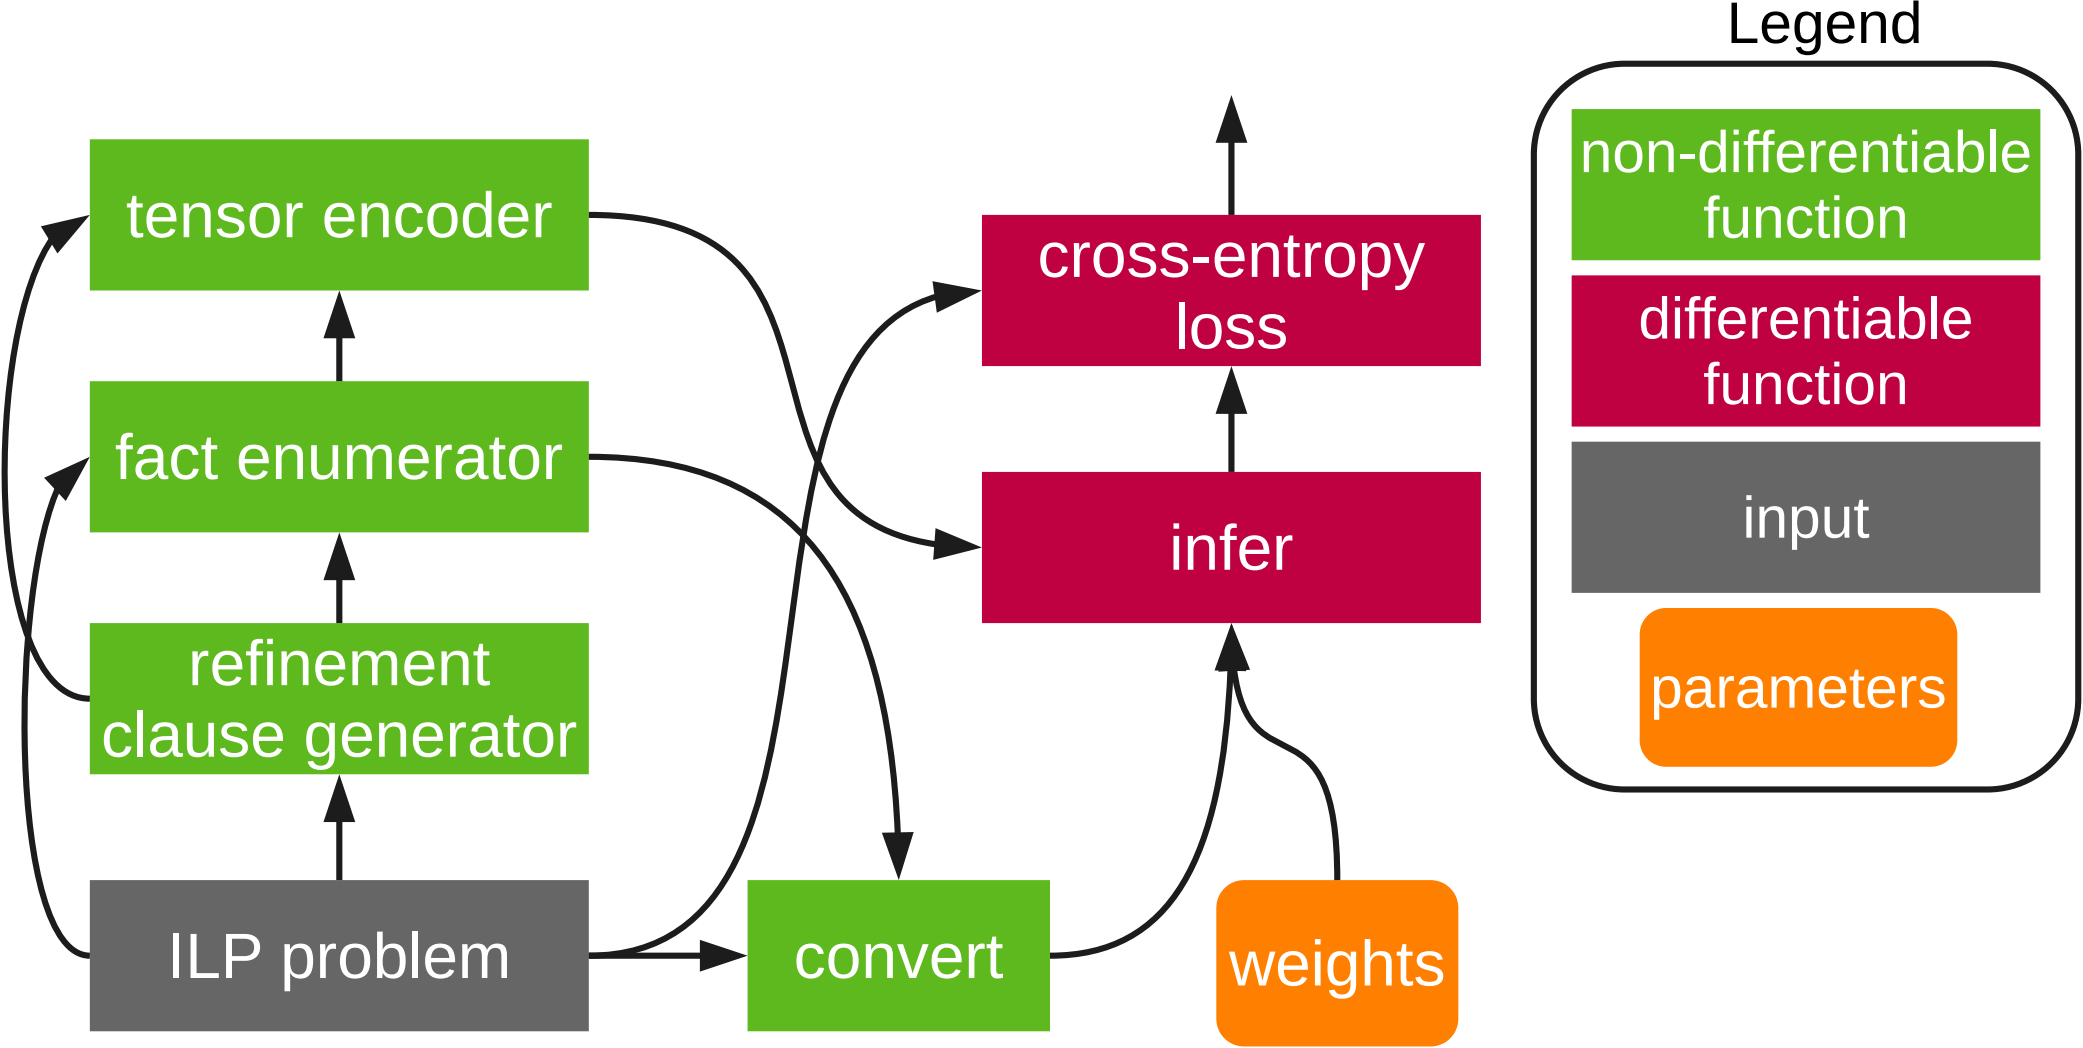 tensor encoder
fact enumerator
refinement
clause generator
ILP problem
convert
cross-entropy
loss
infer
weights
Legend
non-differentiable
function
differentiable
function
input
parameters